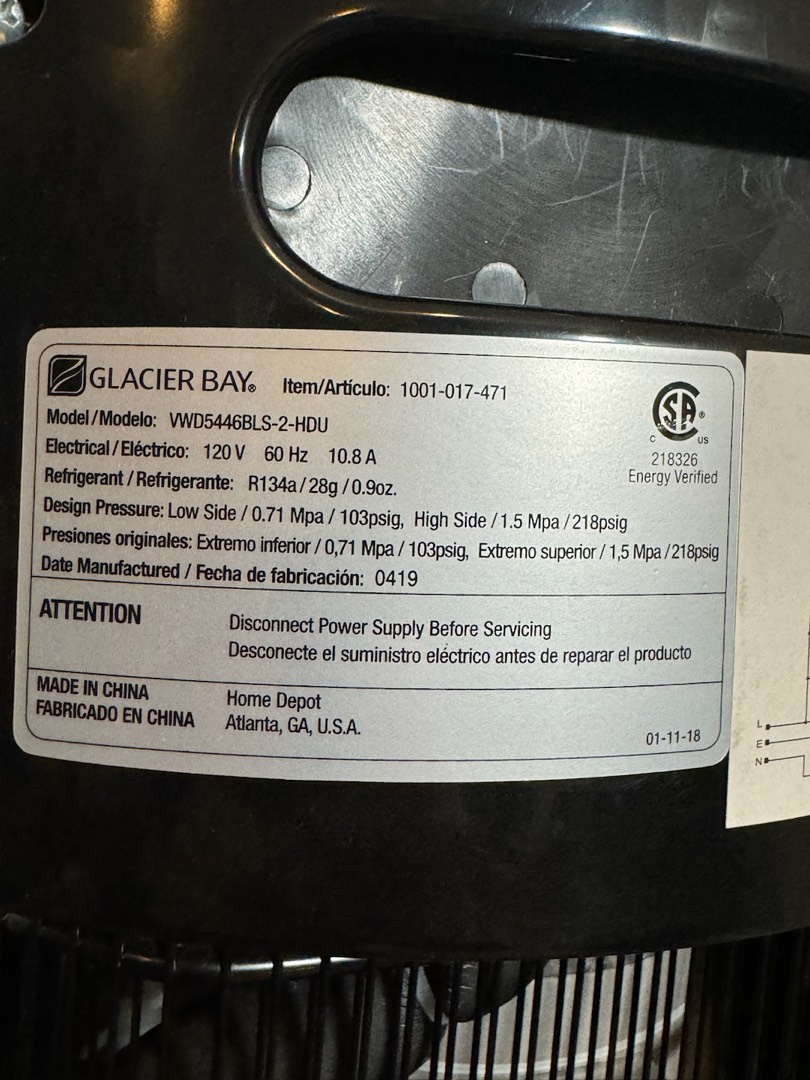 GLACIER BAY® Item/Artículo: 1001-017-471
Model/Modelo: VWD5446BLS-2-HDU
Electrical/Eléctrico: 120 V 60 Hz 10.8 A
Refrigerant/Refrigerante: R134a/28g/0.9oz.
Design Pressure: Low Side / 0.71 Mpa / 103psig, High Side / 1.5 Mpa / 218psig
Presiones originales: Extremo inferior / 0,71 Mpa / 103psig, Extremo superior / 1,5 Mpa / 218psig
Date Manufactured / Fecha de fabricación: 0419
SA®
C US
218326
Energy Verified
ATTENTION
Disconnect Power Supply Before Servicing
Desconecte el suministro eléctrico antes de reparar el producto
MADE IN CHINA
FABRICADO EN CHINA
Home Depot
Atlanta, GA, U.S.A.
01-11-18
L
E
N